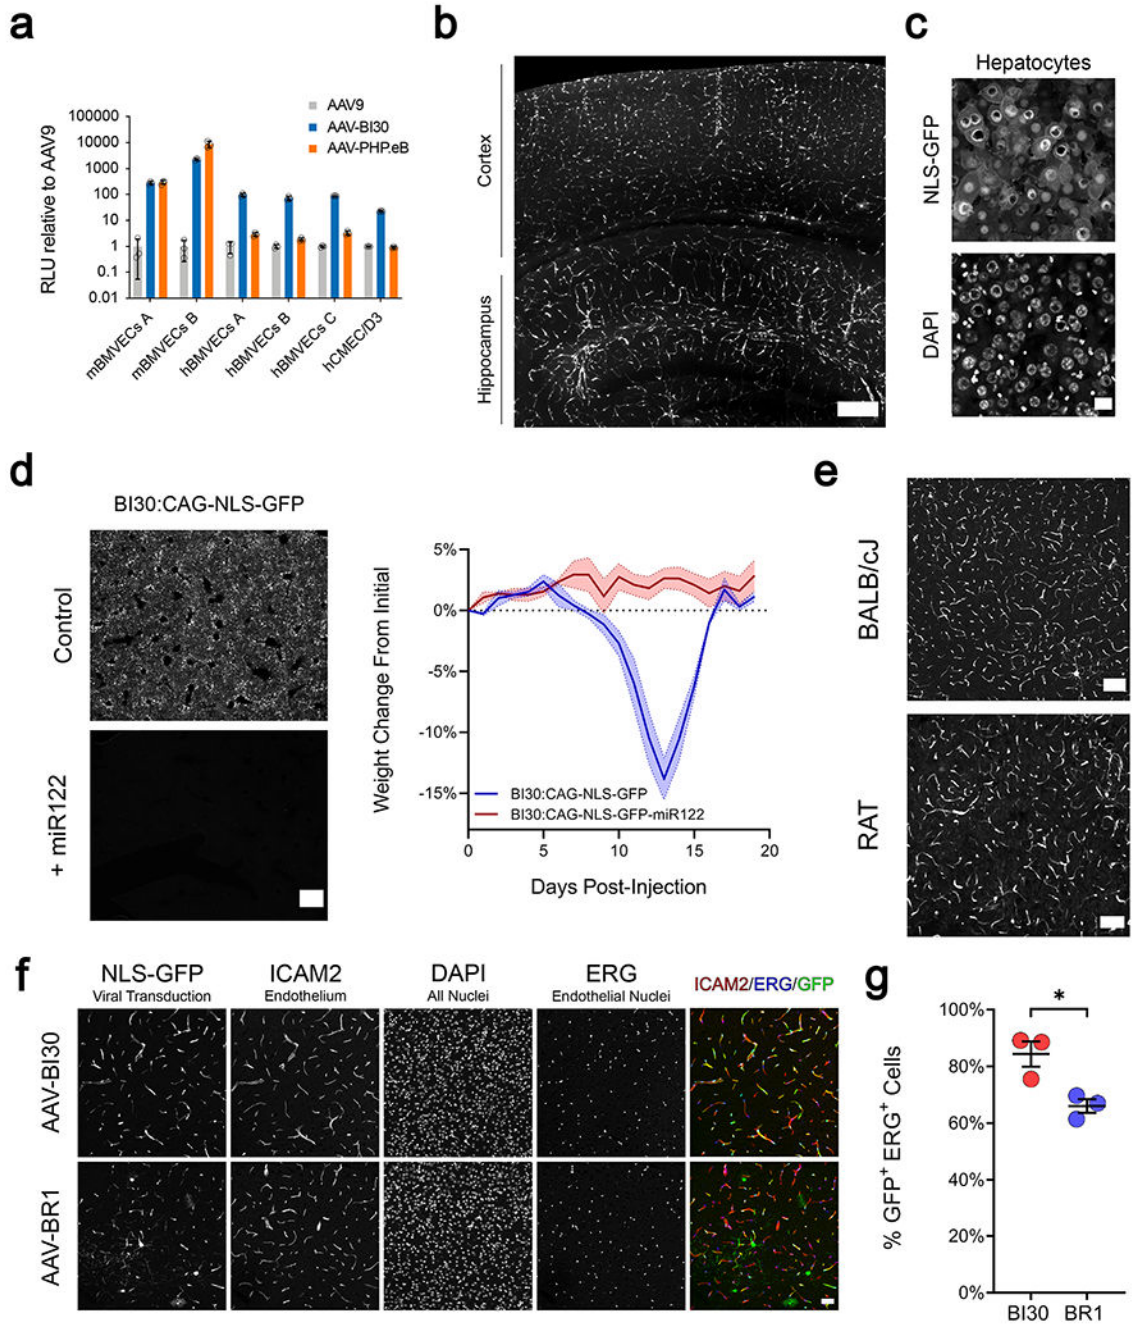 a
RLU relative to AAV9
100000
10000
1000
100
10
1
0.1
0.01
AAV9
AAV-BI30
AAV-PHP.eB
mBMVECs A
mBMVECs B
hBMVECs A
hBMVECs B
hBMVECs C
hCMEC/D3
b
Cortex
Hippocampus
c
Hepatocytes
NLS-GFP
DAPI
d
BI30:CAG-NLS-GFP
Control
+ miR122
Weight Change From Initial
5%
0%
-5%
-10%
-15%
BI30:CAG-NLS-GFP
BI30:CAG-NLS-GFP-miR122
0
5
10
15
20
Days Post-Injection
e
BALB/cJ
RAT
f
NLS-GFP
Viral Transduction
ICAM2
Endothelium
DAPI
All Nuclei
ERG
Endothelial Nuclei
ICAM2/ERG/GFP
AAV-BI30
AAV-BR1
g
% GFP+ ERG+ Cells
100%
80%
60%
40%
20%
0%
*
BI30
BR1